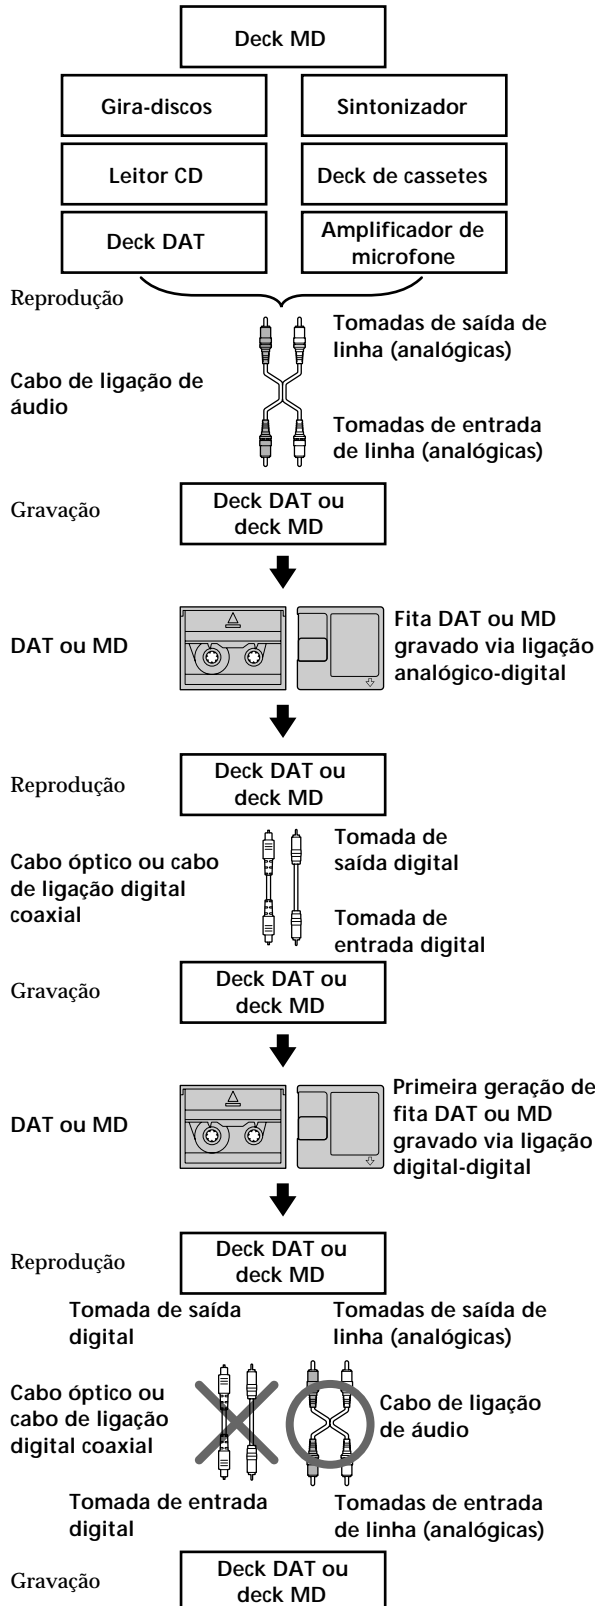 Deck MD
Gira-discos
Sintonizador
Leitor CD
Deck de cassetes
Deck DAT
Amplificador de
microfone
Reprodução
Tomadas de saída de
linha (analógicas)
Cabo de ligação de
áudio
Tomadas de entrada
de linha (analógicas)
Gravação
Deck DAT ou
deck MD
DAT ou MD
Fita DAT ou MD
gravado via ligação
analógico-digital
Reprodução
Deck DAT ou
deck MD
Tomada de
saída digital
Cabo óptico ou cabo
de ligação digital
coaxial
Tomada de
entrada digital
Gravação
Deck DAT ou
deck MD
DAT ou MD
Primeira geração de
fita DAT ou MD
gravado via ligação
digital-digital
Reprodução
Deck DAT ou
deck MD
Tomada de saída
digital
Tomadas de saída de
linha (analógicas)
Cabo óptico ou
cabo de ligação
digital coaxial
Cabo de ligação
de áudio
Tomada de entrada
digital
Tomadas de entrada
de linha (analógicas)
Gravação
Deck DAT ou
deck MD